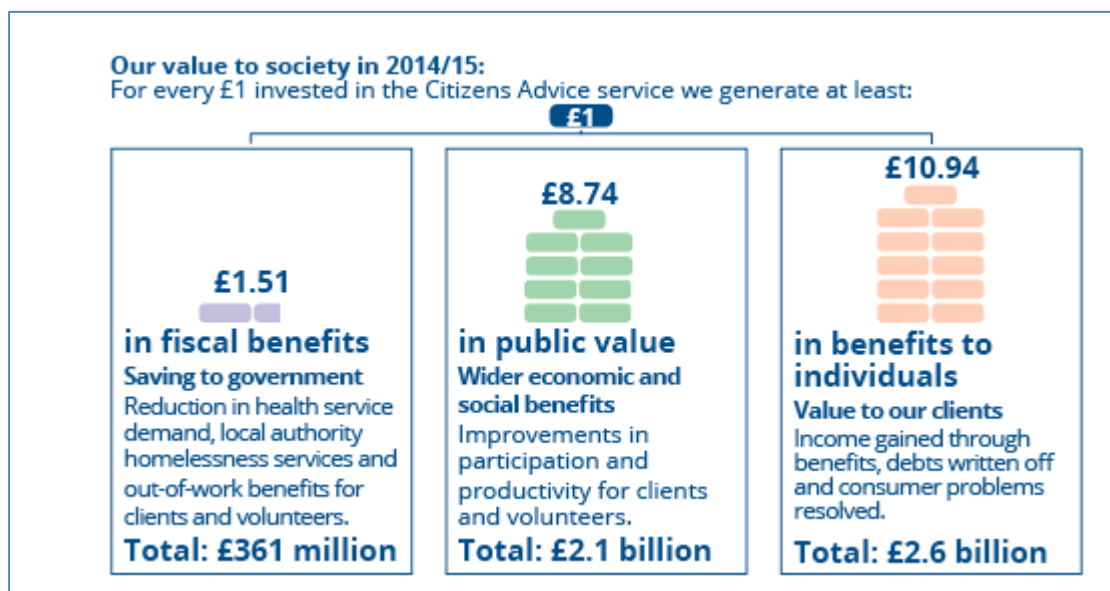 Our value to society in 2014/15:
For every £1 invested in the Citizens Advice service we generate at least:
£1
£1.51
in fiscal benefits
Saving to government
Reduction in health service
demand, local authority
homelessness services and
out-of-work benefits for
clients and volunteers.
Total: £361 million
£8.74
in public value
Wider economic and
social benefits
Improvements in
participation and
productivity for clients
and volunteers.
Total: £2.1 billion
£10.94
in benefits to
individuals
Value to our clients
Income gained through
benefits, debts written off
and consumer problems
resolved.
Total: £2.6 billion